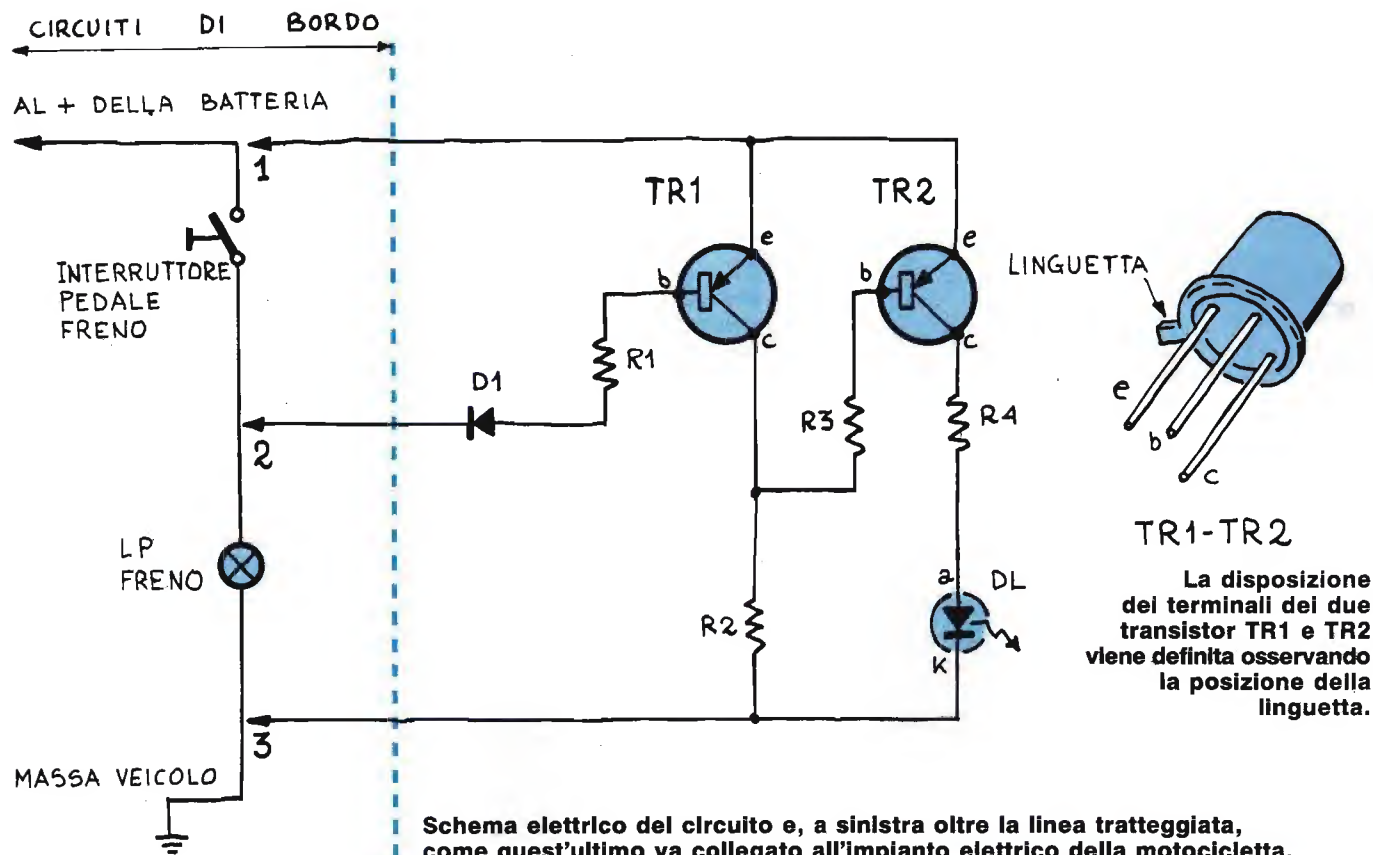 CIRCUITI DI BORDO
AL + DELLA BATTERIA
1
INTERRUTTORE
PEDALE
FRENO
2
LP
FRENO
3
MASSA VEICOLO
D1
R1
TR1
b
e
c
R2
R3
TR2
b
e
c
R4
a
DL
K
LINGUETTA
e
b
c
TR1-TR2
La disposizione
dei terminali dei due
transistor TR1 e TR2
viene definita osservando
la posizione della
linguetta.
Schema elettrico del circuito e, a sinistra oltre la linea tratteggiata,
come quest'ultimo va collegato all'impianto elettrico della motocicletta.